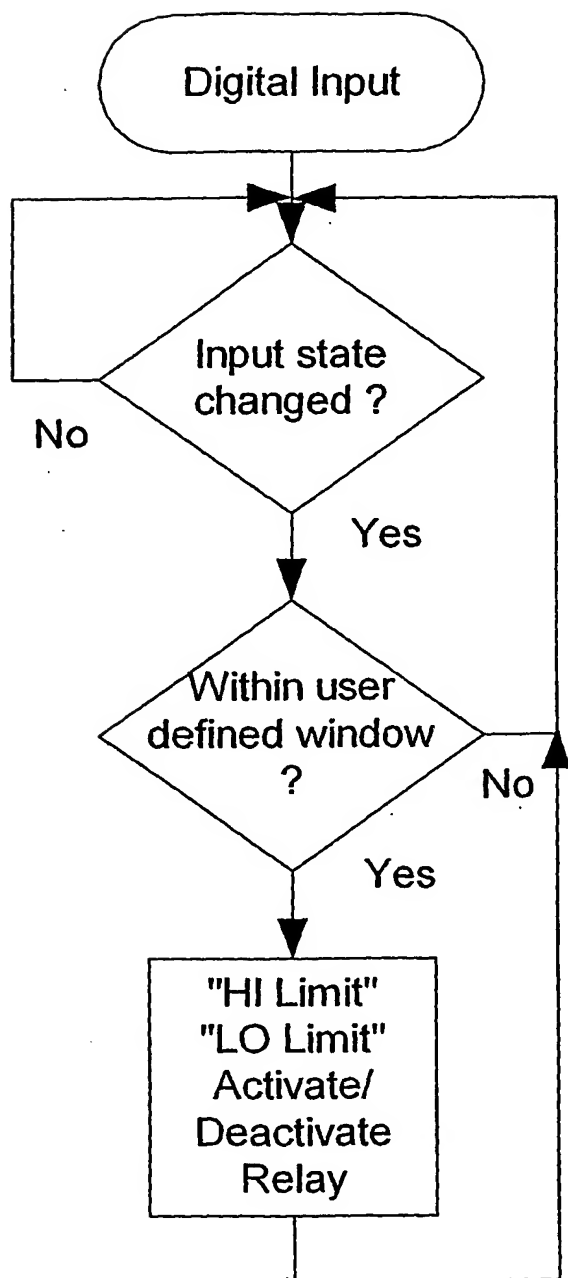 Digital Input
Input state
changed ?
No
Yes
Within user
defined window
?
No
Yes
"HI Limit"
"LO Limit"
Activate/
Deactivate
Relay